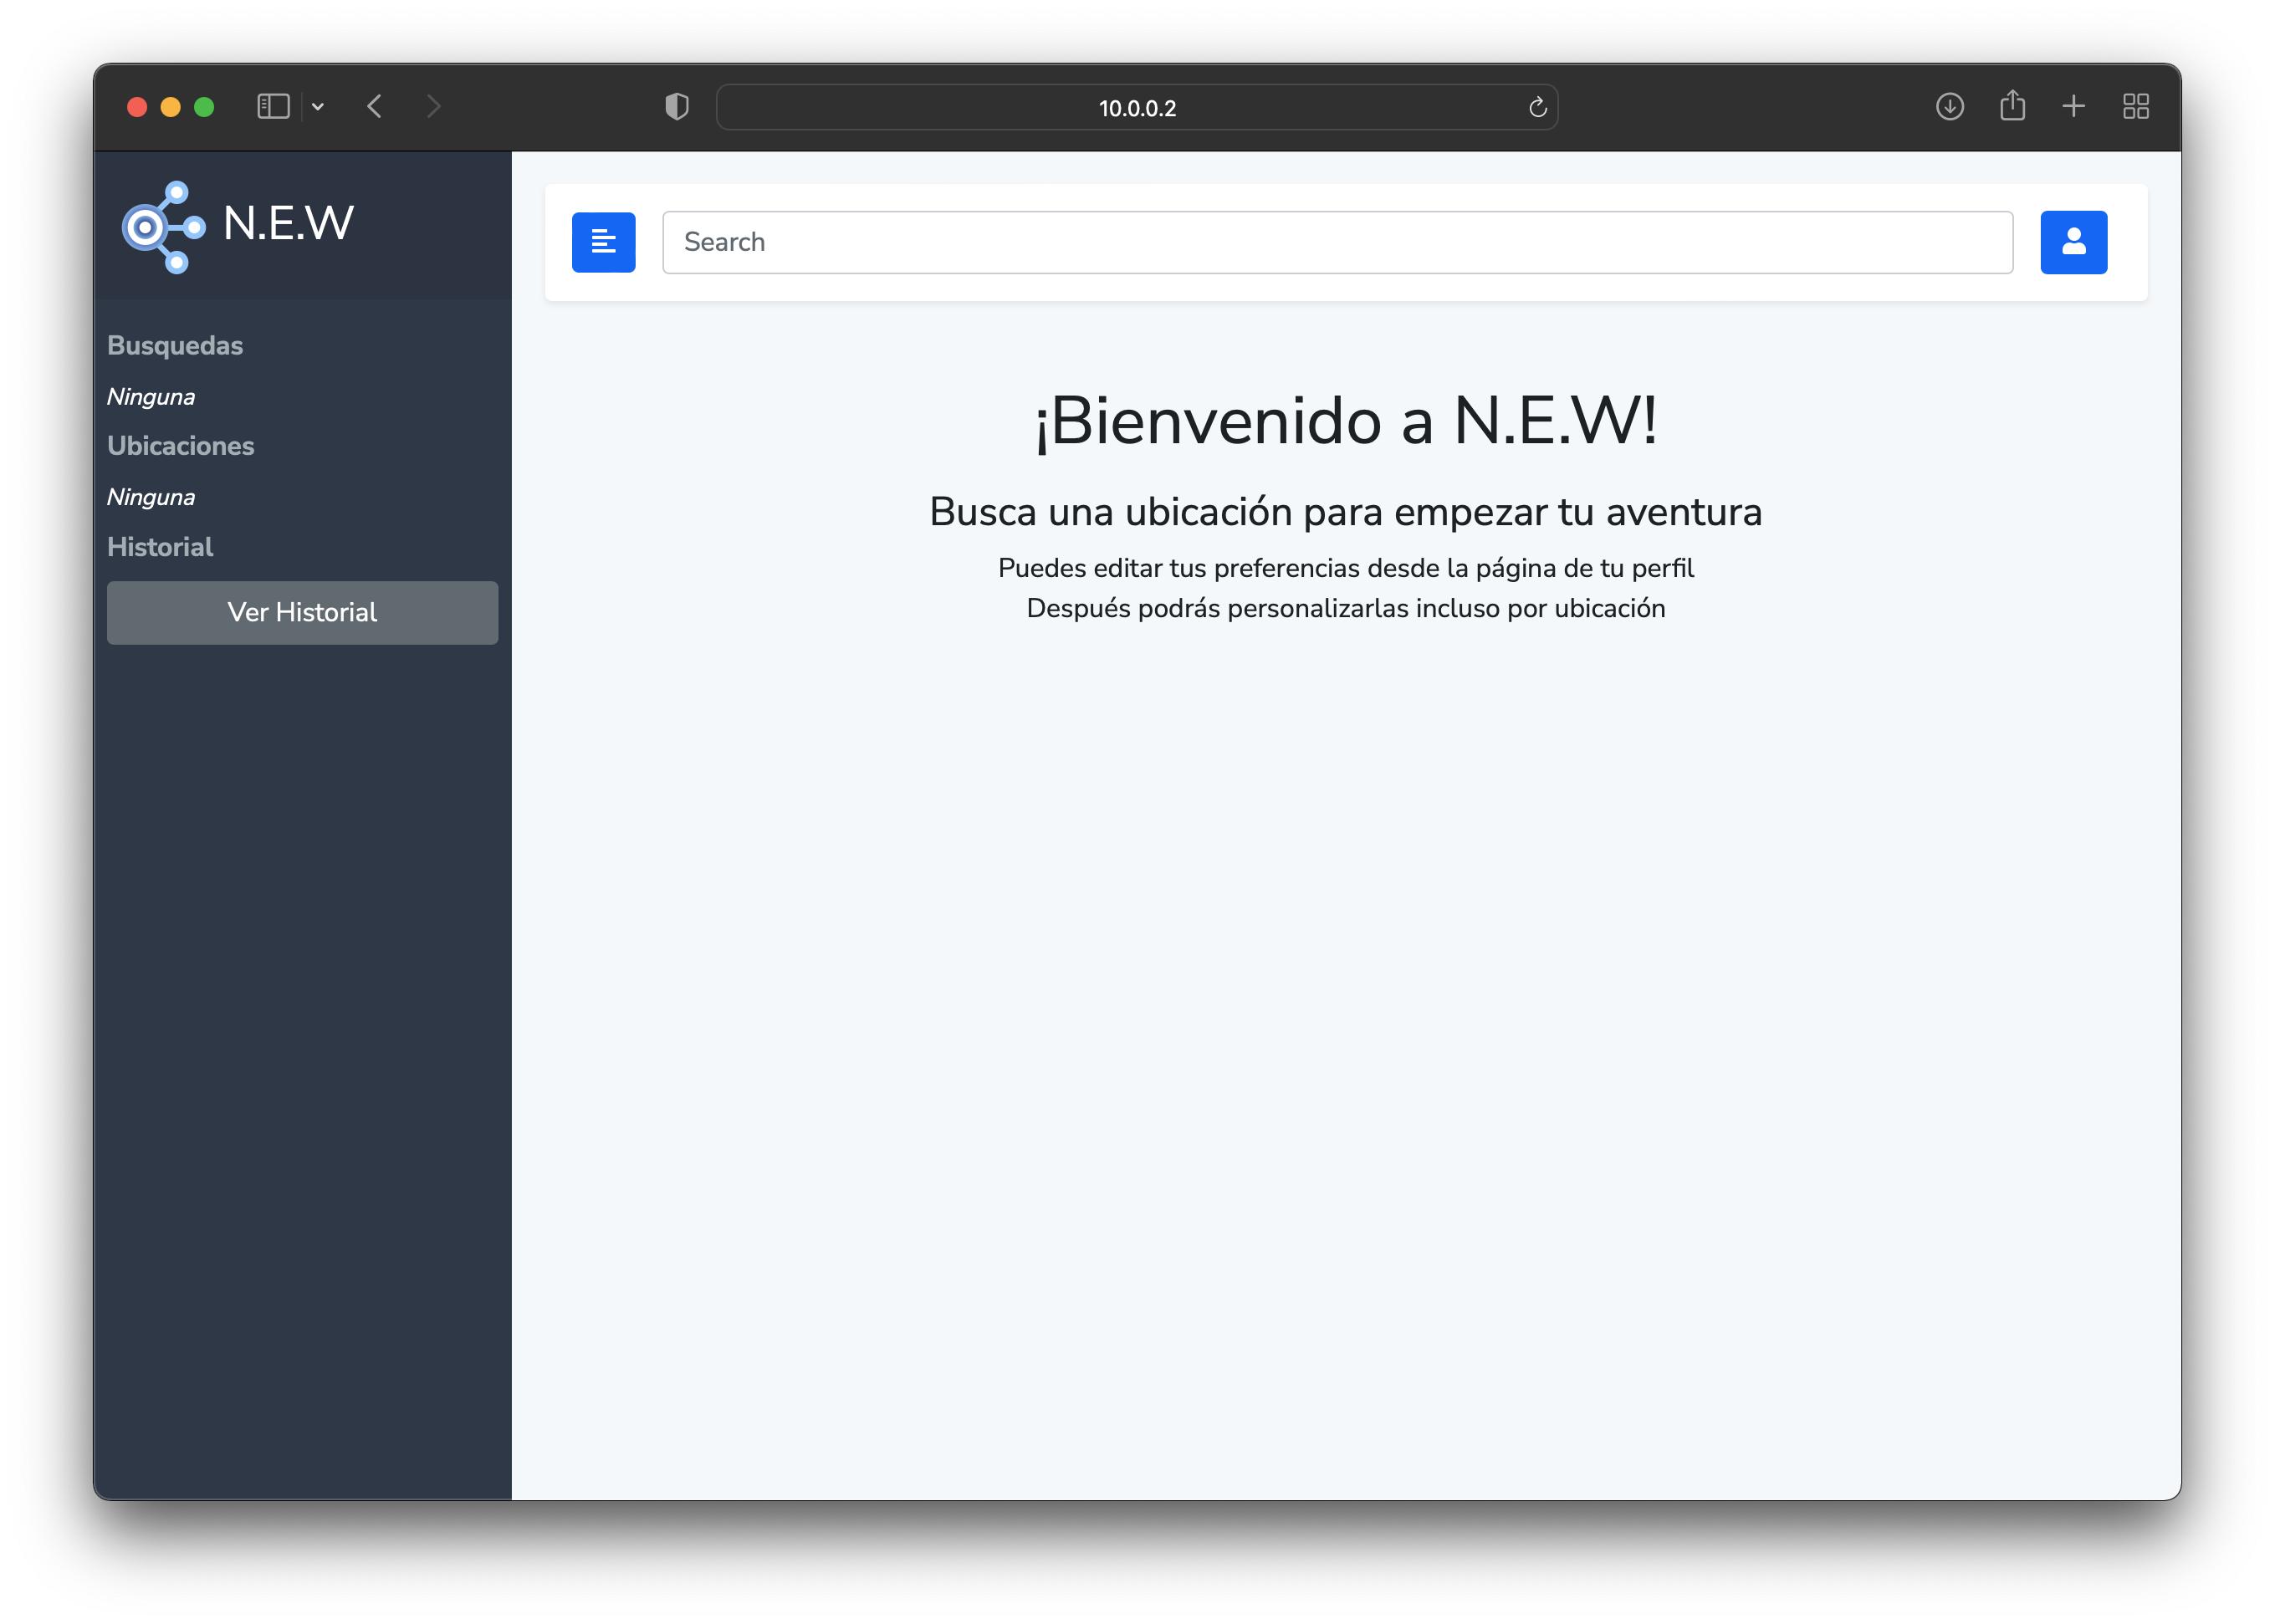 10.0.0.2
N.E.W
Busquedas
Ninguna
Ubicaciones
Ninguna
Historial
Ver Historial
Search
¡Bienvenido a N.E.W!
Busca una ubicación para empezar tu aventura
Puedes editar tus preferencias desde la página de tu perfil
Después podrás personalizarlas incluso por ubicación